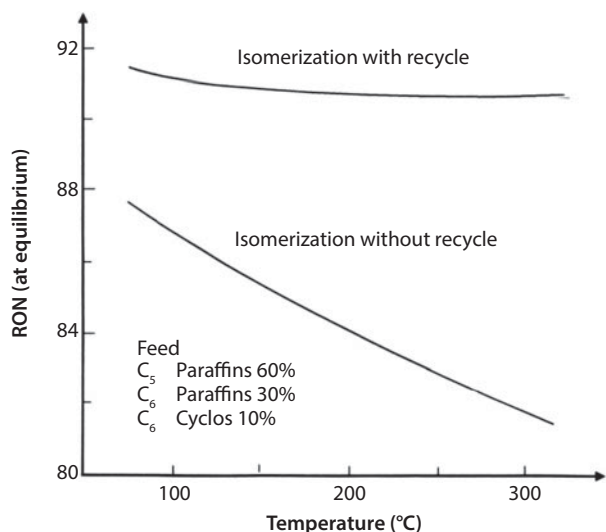 92
Isomerization with recycle
88
Isomerization without recycle
RON (at equilibrium)
84
Feed
C₅ Paraffins 60%
C₆ Paraffins 30%
C₆ Cyclos 10%
80
100
200
300
Temperature (°C)